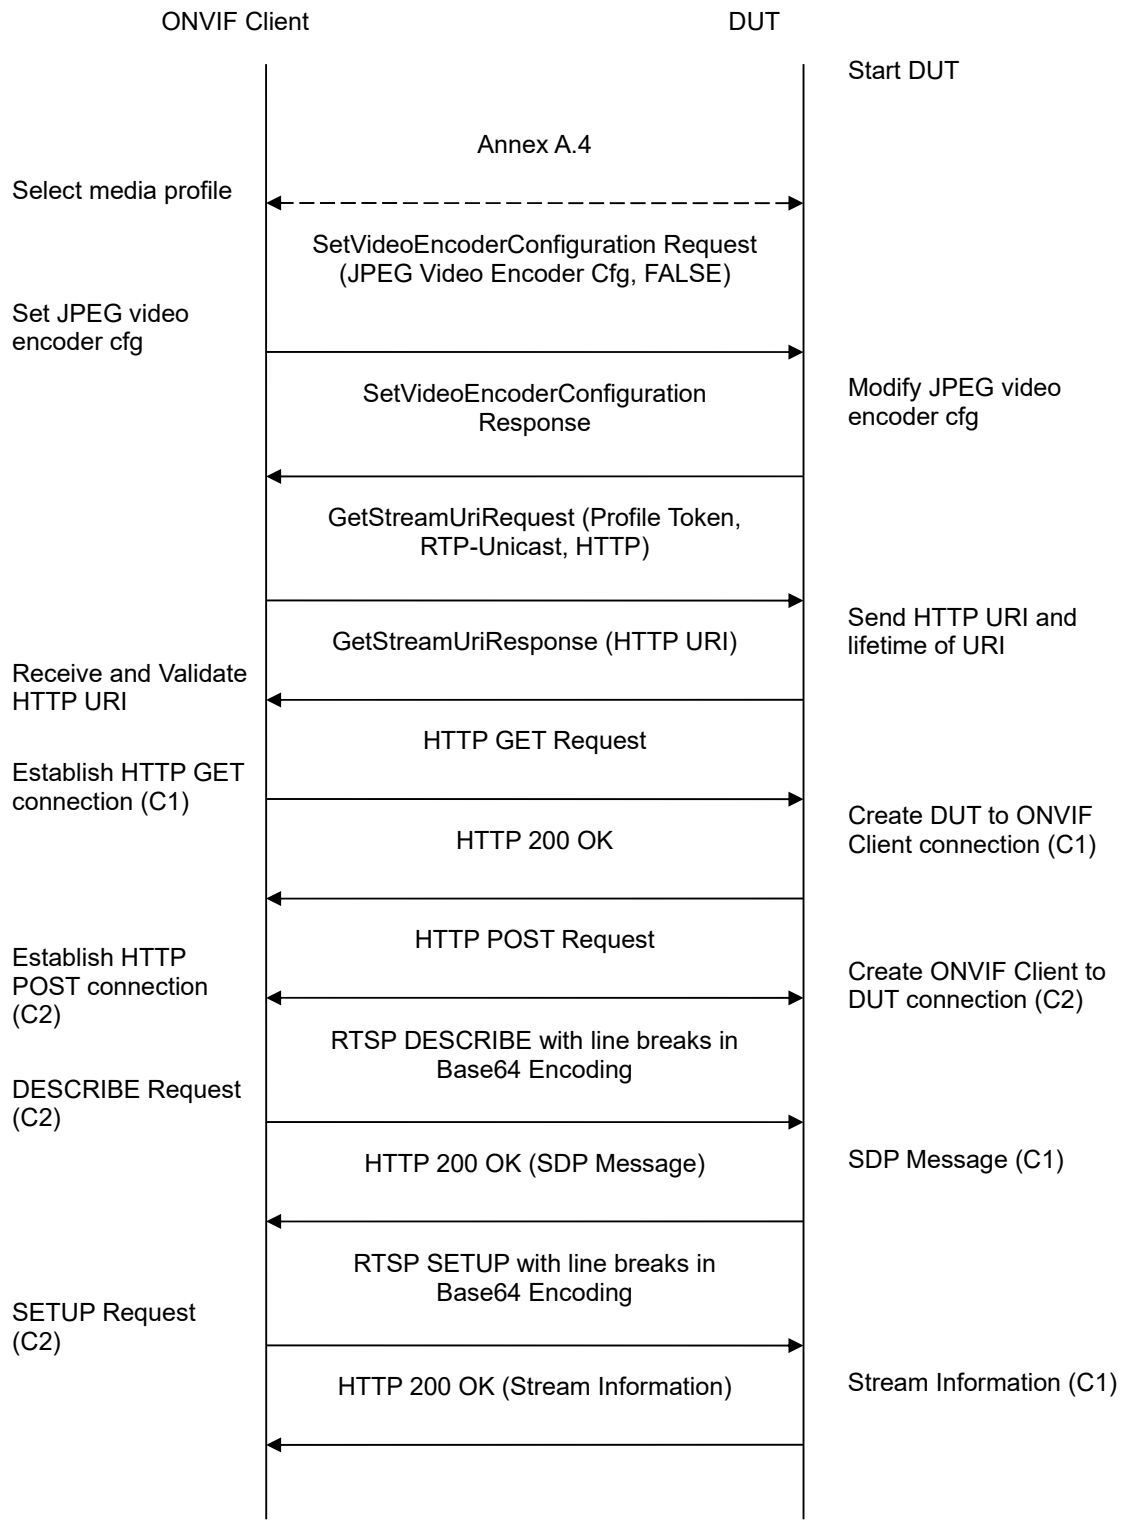 ONVIF Client
DUT
Start DUT
Annex A.4
Select media profile
SetVideoEncoderConfiguration Request
(JPEG Video Encoder Cfg, FALSE)
Set JPEG video
encoder cfg
SetVideoEncoderConfiguration
Response
Modify JPEG video
encoder cfg
GetStreamUriRequest (Profile Token,
RTP-Unicast, HTTP)
Send HTTP URI and
lifetime of URI
GetStreamUriResponse (HTTP URI)
Receive and Validate
HTTP URI
HTTP GET Request
Establish HTTP GET
connection (C1)
Create DUT to ONVIF
Client connection (C1)
HTTP 200 OK
HTTP POST Request
Establish HTTP
POST connection
(C2)
Create ONVIF Client to
DUT connection (C2)
RTSP DESCRIBE with line breaks in
Base64 Encoding
DESCRIBE Request
(C2)
HTTP 200 OK (SDP Message)
SDP Message (C1)
RTSP SETUP with line breaks in
Base64 Encoding
SETUP Request
(C2)
HTTP 200 OK (Stream Information)
Stream Information (C1)